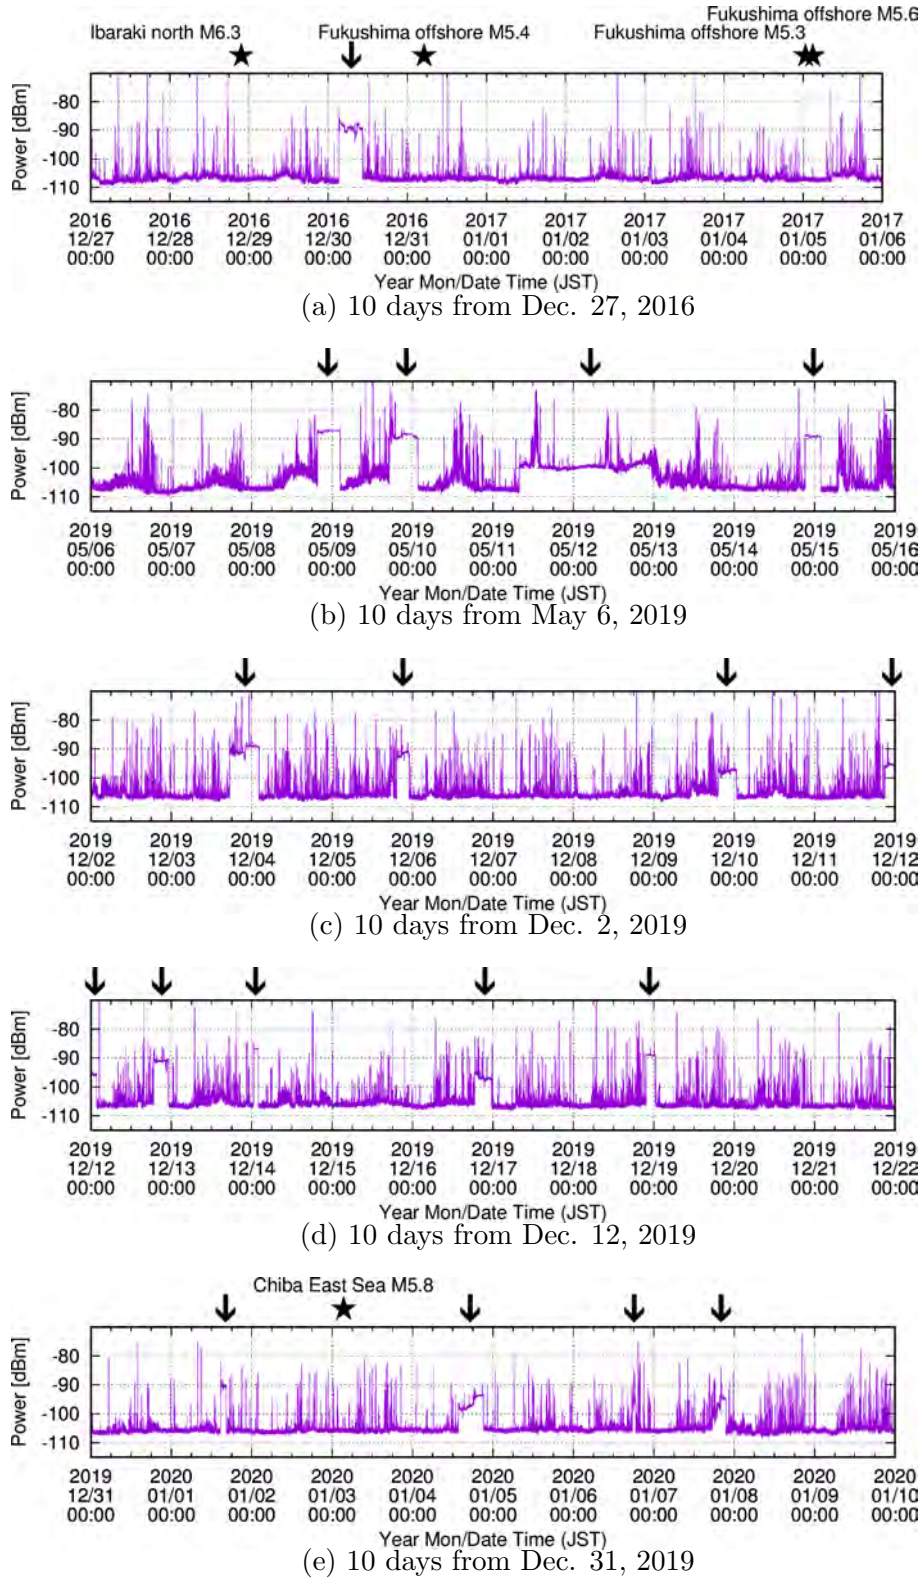 Fukushima offshore M5.6
Ibaraki north M6.3 Fukushima offshore M5.4 Fukushima offshore M5.3
Power [dBm]
-80
-90
-100
-110
2016 2016 2016 2016 2016 2017 2017 2017 2017 2017 2017
12/27 12/28 12/29 12/30 12/31 01/01 01/02 01/03 01/04 01/05 01/06
00:00 00:00 00:00 00:00 00:00 00:00 00:00 00:00 00:00 00:00 00:00
Year Mon/Date Time (JST)
(a) 10 days from Dec. 27, 2016
Power [dBm]
-80
-90
-100
-110
2019 2019 2019 2019 2019 2019 2019 2019 2019 2019 2019
05/06 05/07 05/08 05/09 05/10 05/11 05/12 05/13 05/14 05/15 05/16
00:00 00:00 00:00 00:00 00:00 00:00 00:00 00:00 00:00 00:00 00:00
Year Mon/Date Time (JST)
(b) 10 days from May 6, 2019
Power [dBm]
-80
-90
-100
-110
2019 2019 2019 2019 2019 2019 2019 2019 2019 2019 2019
12/02 12/03 12/04 12/05 12/06 12/07 12/08 12/09 12/10 12/11 12/12
00:00 00:00 00:00 00:00 00:00 00:00 00:00 00:00 00:00 00:00 00:00
Year Mon/Date Time (JST)
(c) 10 days from Dec. 2, 2019
Power [dBm]
-80
-90
-100
-110
2019 2019 2019 2019 2019 2019 2019 2019 2019 2019 2019
12/12 12/13 12/14 12/15 12/16 12/17 12/18 12/19 12/20 12/21 12/22
00:00 00:00 00:00 00:00 00:00 00:00 00:00 00:00 00:00 00:00 00:00
Year Mon/Date Time (JST)
(d) 10 days from Dec. 12, 2019
Chiba East Sea M5.8
Power [dBm]
-80
-90
-100
-110
2019 2020 2020 2020 2020 2020 2020 2020 2020 2020 2020
12/31 01/01 01/02 01/03 01/04 01/05 01/06 01/07 01/08 01/09 01/10
00:00 00:00 00:00 00:00 00:00 00:00 00:00 00:00 00:00 00:00 00:00
Year Mon/Date Time (JST)
(e) 10 days from Dec. 31, 2019